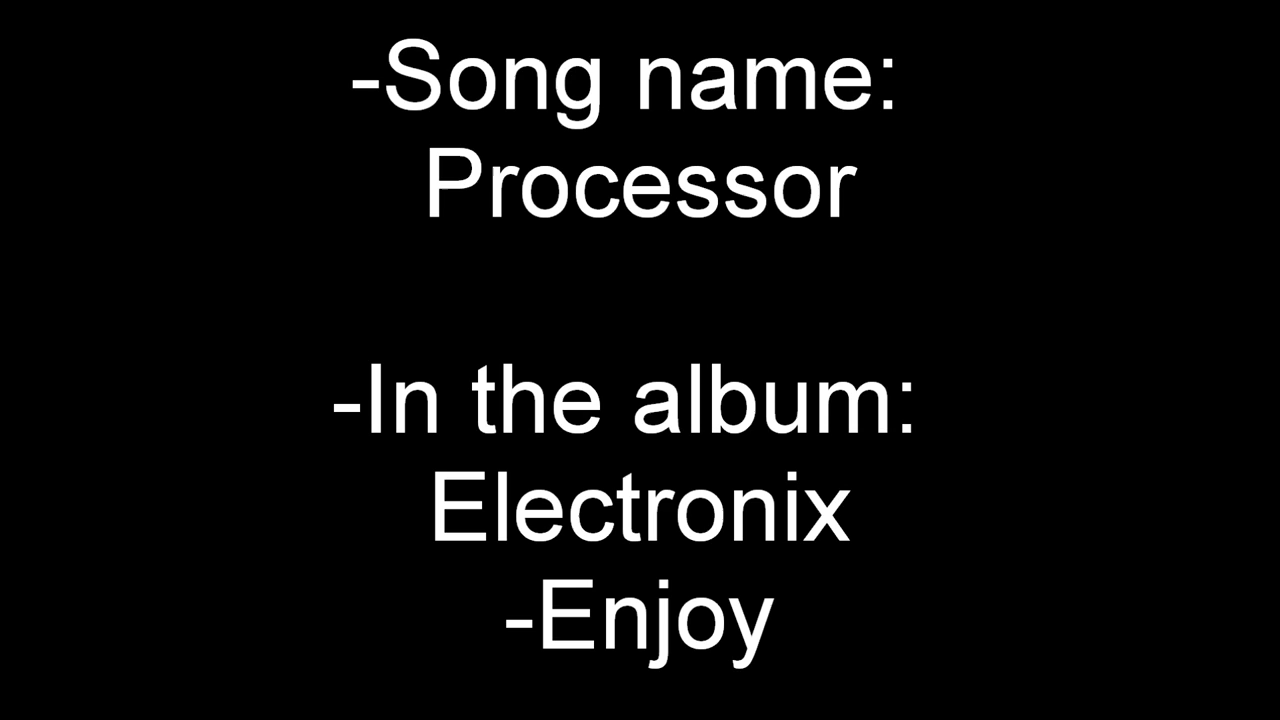 -Song name:
Processor
-In the album:
Electronix
-Enjoy